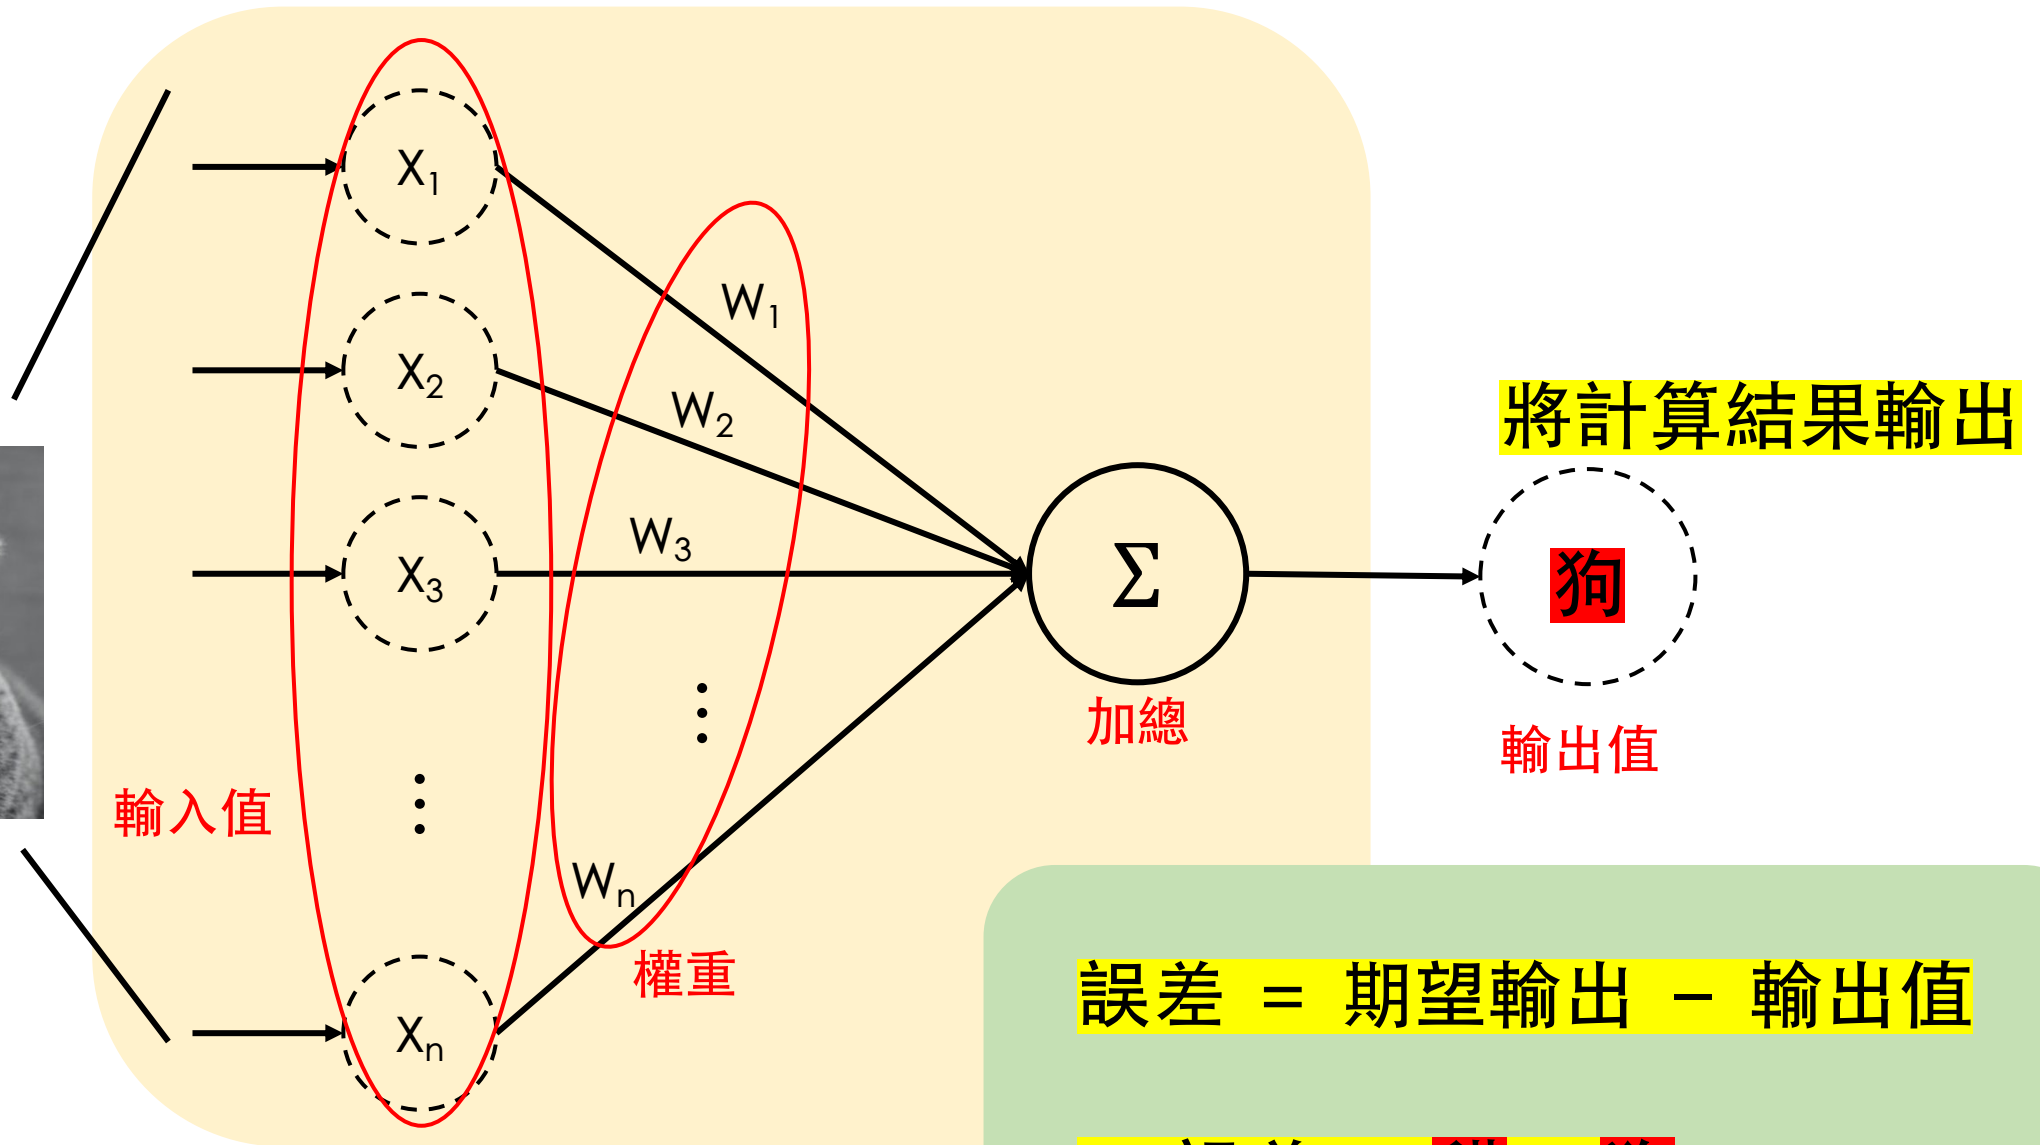 X1
W1
X2
W2
將計算結果輸出
X3
W3
Σ
狗
加總
輸出值
輸入值
Wn
權重
Xn
誤差 = 期望輸出 − 輸出值